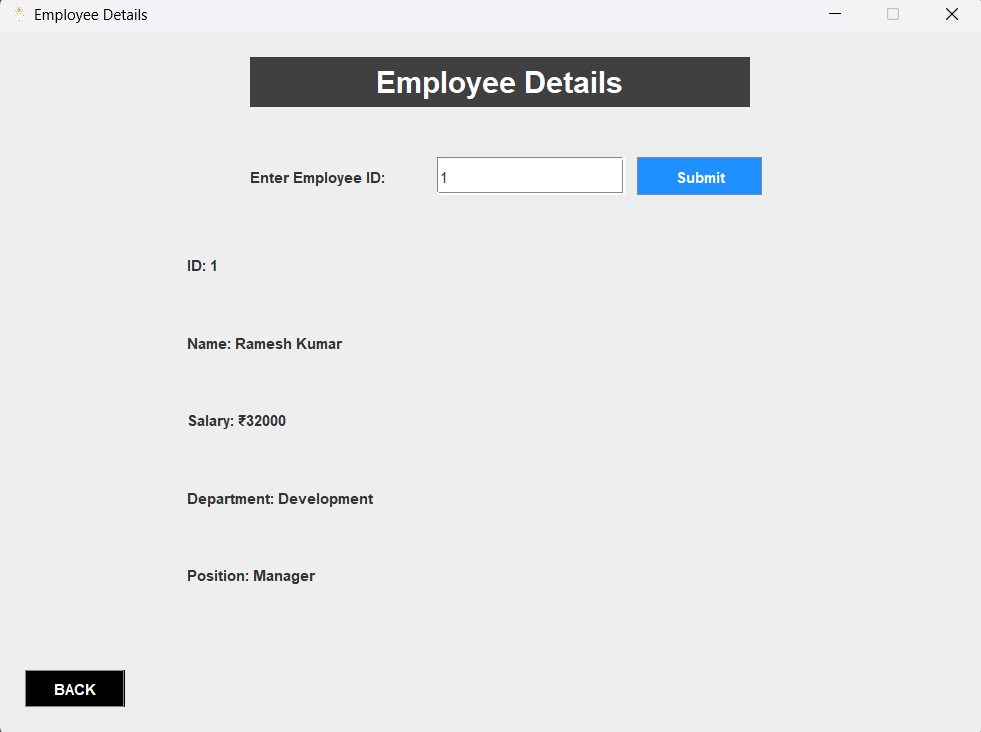 Employee Details
Employee Details
Enter Employee ID: 1 Submit
ID: 1
Name: Ramesh Kumar
Salary: ₹32000
Department: Development
Position: Manager
BACK